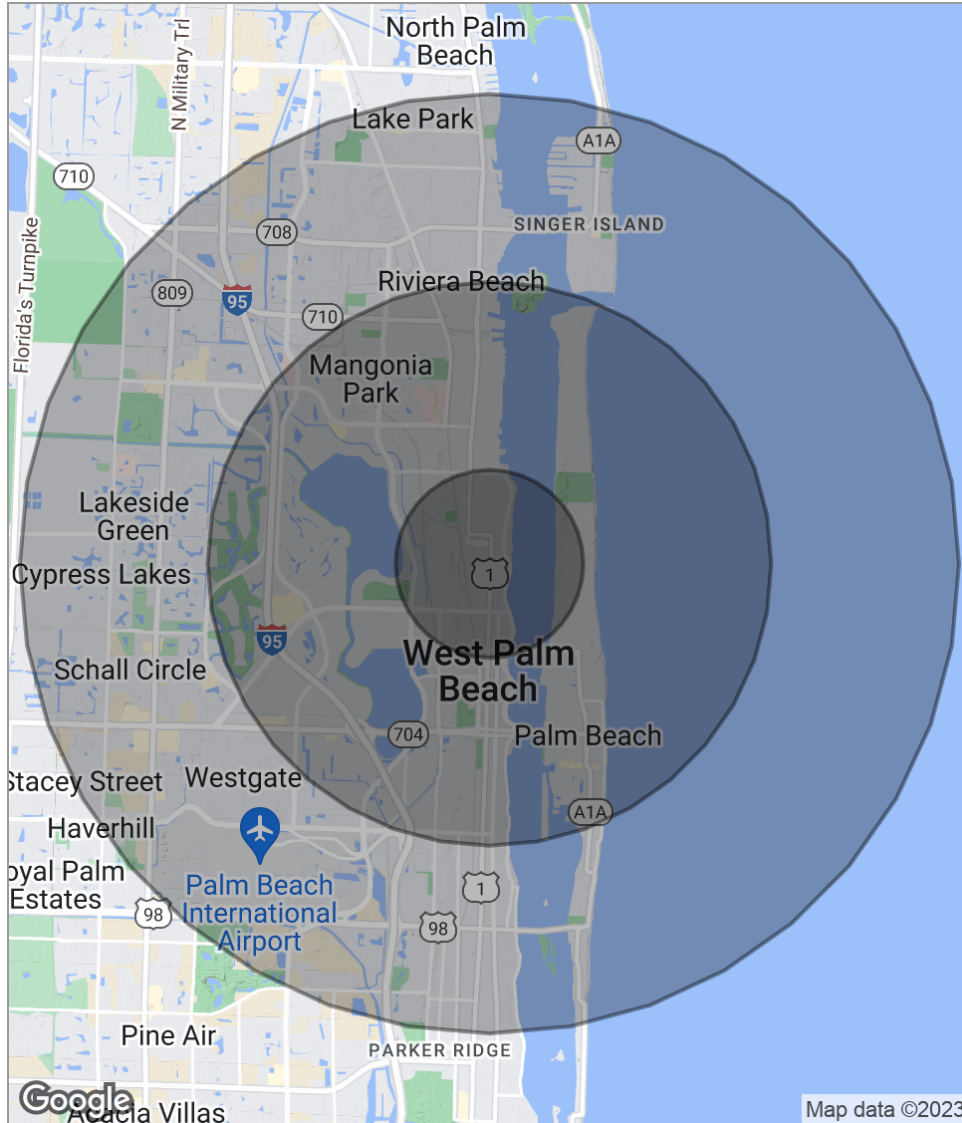 North Palm
Beach
N Military Trl
Lake Park
A1A
710
Florida's Turnpike
708
SINGER ISLAND
809
95
Riviera Beach
710
Mangonia
Park
Lakeside
Green
Cypress Lakes
1
95
West Palm
Beach
Schall Circle
704
Palm Beach
Stacey Street
Westgate
A1A
Haverhill
oyal Palm
Estates
Palm Beach
International
Airport
1
98
98
Pine Air
PARKER RIDGE
Google
Acacia Villas
Map data ©2023